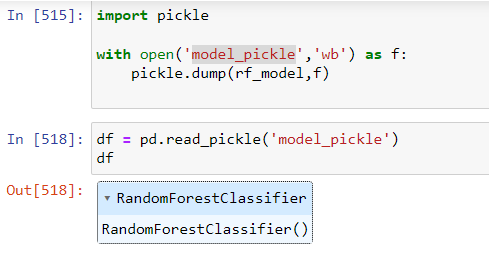 In [515]: import pickle
with open('model_pickle','wb') as f:
    pickle.dump(rf_model,f)
In [518]: df = pd.read_pickle('model_pickle')
df
Out[518]: ▾ RandomForestClassifier
RandomForestClassifier()